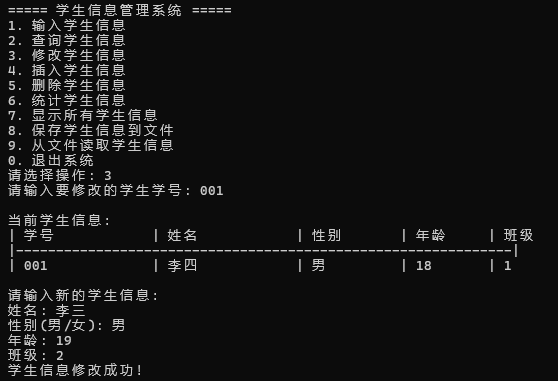 ===== 学生信息管理系统 =====
1. 输入学生信息
2. 查询学生信息
3. 修改学生信息
4. 插入学生信息
5. 删除学生信息
6. 统计学生信息
7. 显示所有学生信息
8. 保存学生信息到文件
9. 从文件读取学生信息
0. 退出系统
请选择操作: 3
请输入要修改的学生学号: 001
当前学生信息:
| 学号 | 姓名 | 性别 | 年龄 | 班级
|--------------------------------------------------------------|
| 001 | 李四 | 男 | 18 | 1
请输入新的学生信息:
姓名: 李三
性别(男/女): 男
年龄: 19
班级: 2
学生信息修改成功!